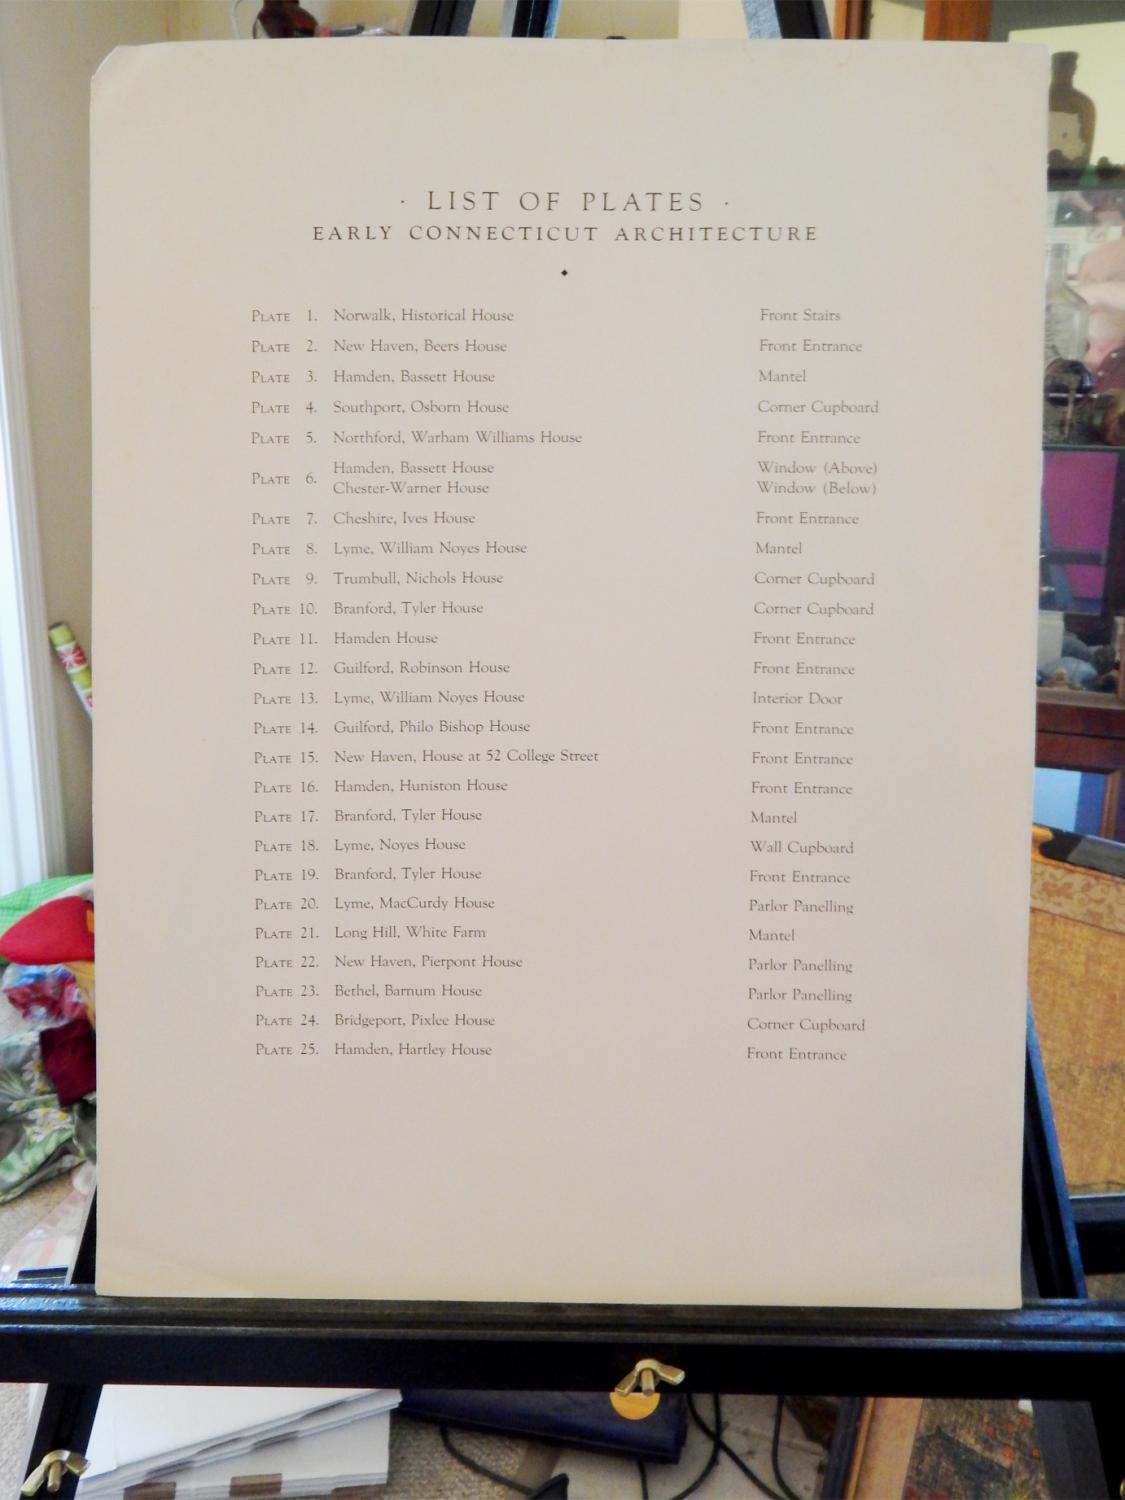 · LIST OF PLATES ·
EARLY CONNECTICUT ARCHITECTURE
PLATE 1. Norwalk, Historical House Front Stairs
PLATE 2. New Haven, Beers House Front Entrance
PLATE 3. Hamden, Bassett House Mantel
PLATE 4. Southport, Osborn House Corner Cupboard
PLATE 5. Northford, Warham Williams House Front Entrance
PLATE 6. Hamden, Bassett House Window (Above)
Chester-Warner House Window (Below)
PLATE 7. Cheshire, Ives House Front Entrance
PLATE 8. Lyme, William Noyes House Mantel
PLATE 9. Trumbull, Nichols House Corner Cupboard
PLATE 10. Branford, Tyler House Corner Cupboard
PLATE 11. Hamden House Front Entrance
PLATE 12. Guilford, Robinson House Front Entrance
PLATE 13. Lyme, William Noyes House Interior Door
PLATE 14. Guilford, Philo Bishop House Front Entrance
PLATE 15. New Haven, House at 52 College Street Front Entrance
PLATE 16. Hamden, Huniston House Front Entrance
PLATE 17. Branford, Tyler House Mantel
PLATE 18. Lyme, Noyes House Wall Cupboard
PLATE 19. Branford, Tyler House Front Entrance
PLATE 20. Lyme, MacCurdy House Parlor Panelling
PLATE 21. Long Hill, White Farm Mantel
PLATE 22. New Haven, Pierpont House Parlor Panelling
PLATE 23. Bethel, Barnum House Parlor Panelling
PLATE 24. Bridgeport, Pixlee House Corner Cupboard
PLATE 25. Hamden, Hartley House Front Entrance